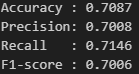 Accuracy : 0.7087
Precision: 0.7008
Recall   : 0.7146
F1-score : 0.7006